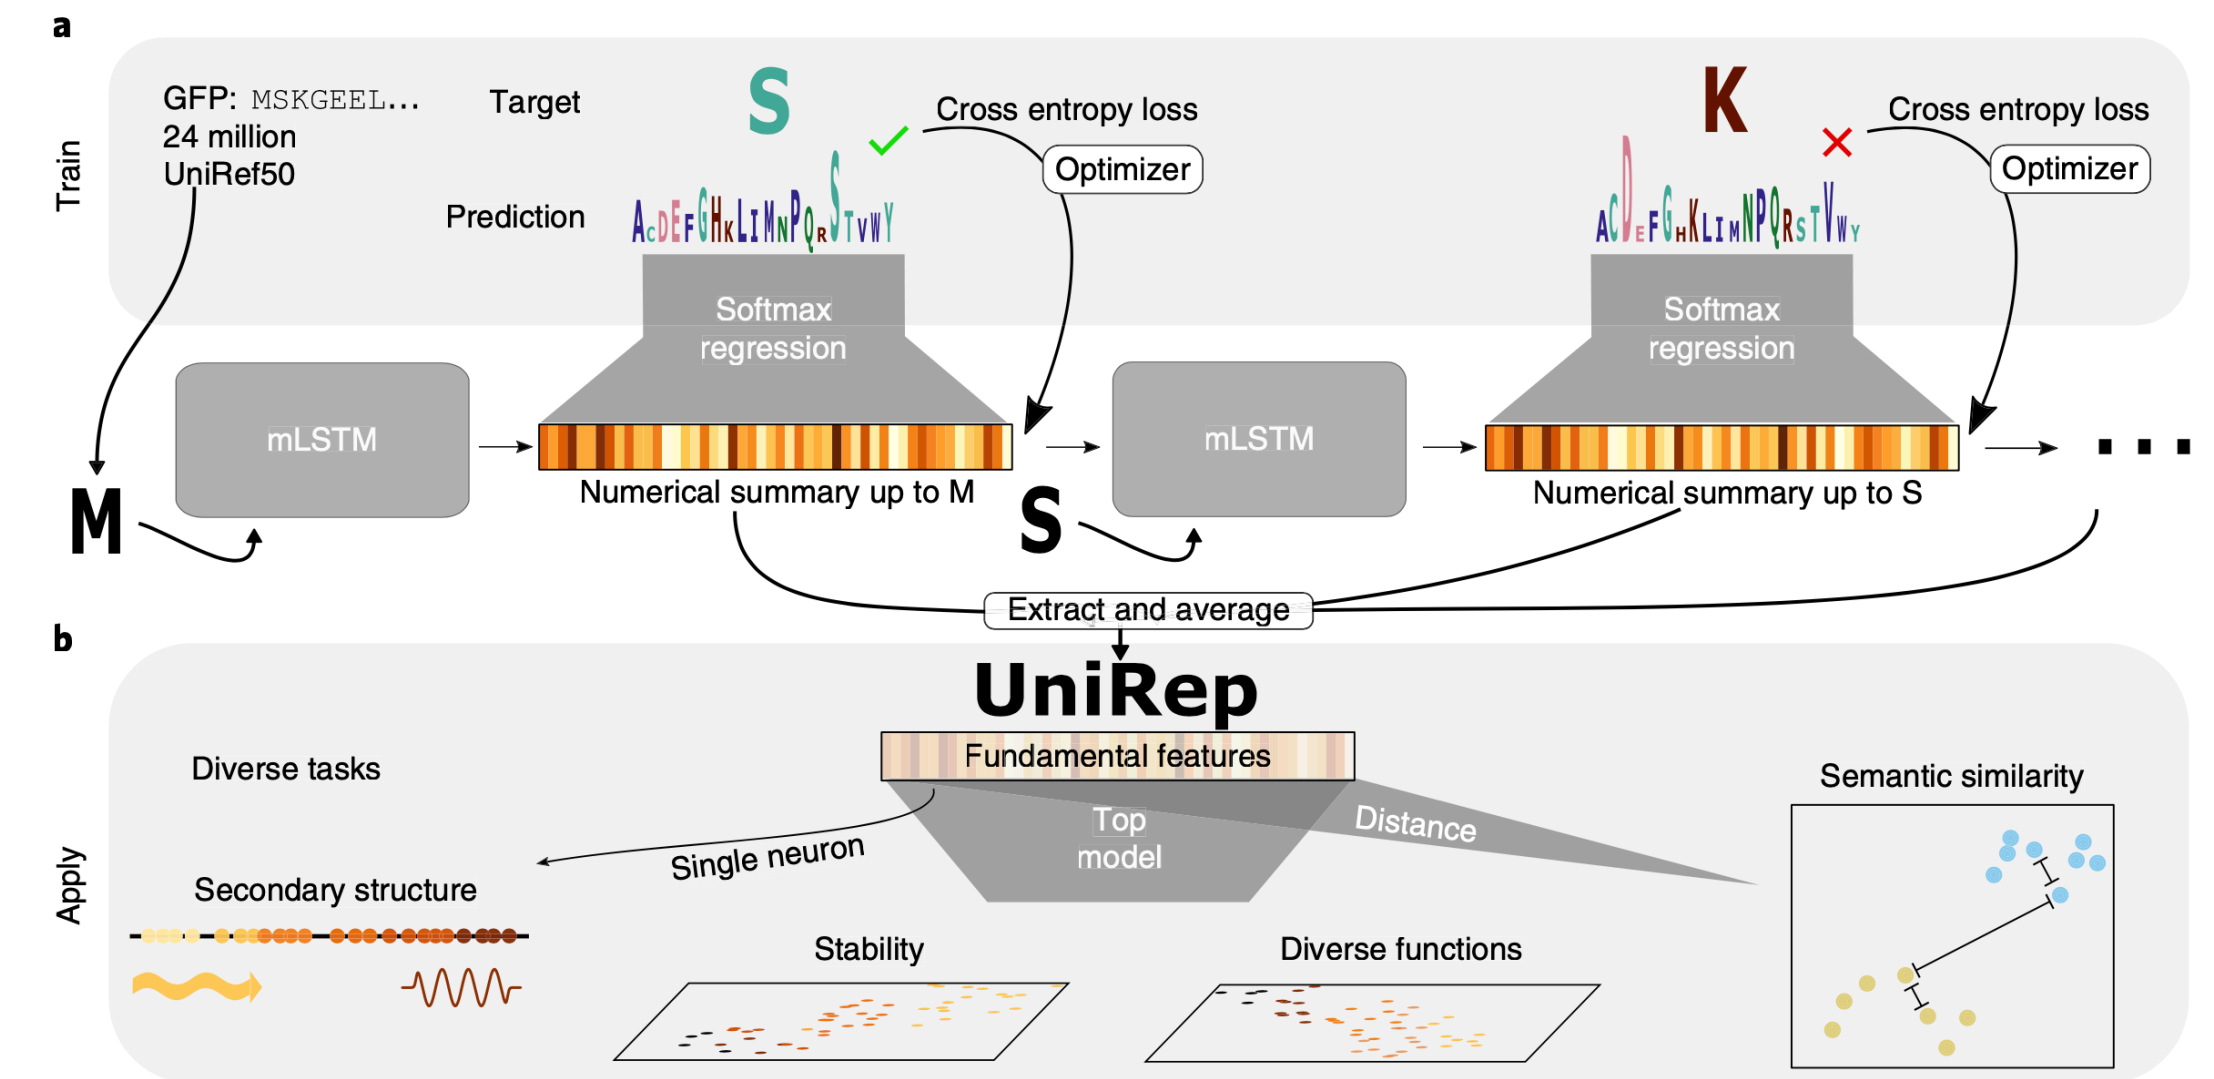 a
Train
GFP: MSKGEEL...
24 million
UniRef50
Target
S
Cross entropy loss
Optimizer
Prediction
ACDEFGHKLIMNPQRSTVWY
K
Cross entropy loss
Optimizer
ACDEFGHKLIMNPQRSTVWY
Softmax
regression
Softmax
regression
mLSTM
mLSTM
...
M
Numerical summary up to M
S
Numerical summary up to S
Extract and average
b
Apply
UniRep
Fundamental features
Diverse tasks
Top
model
Single neuron
Distance
Semantic similarity
Secondary structure
Stability
Diverse functions